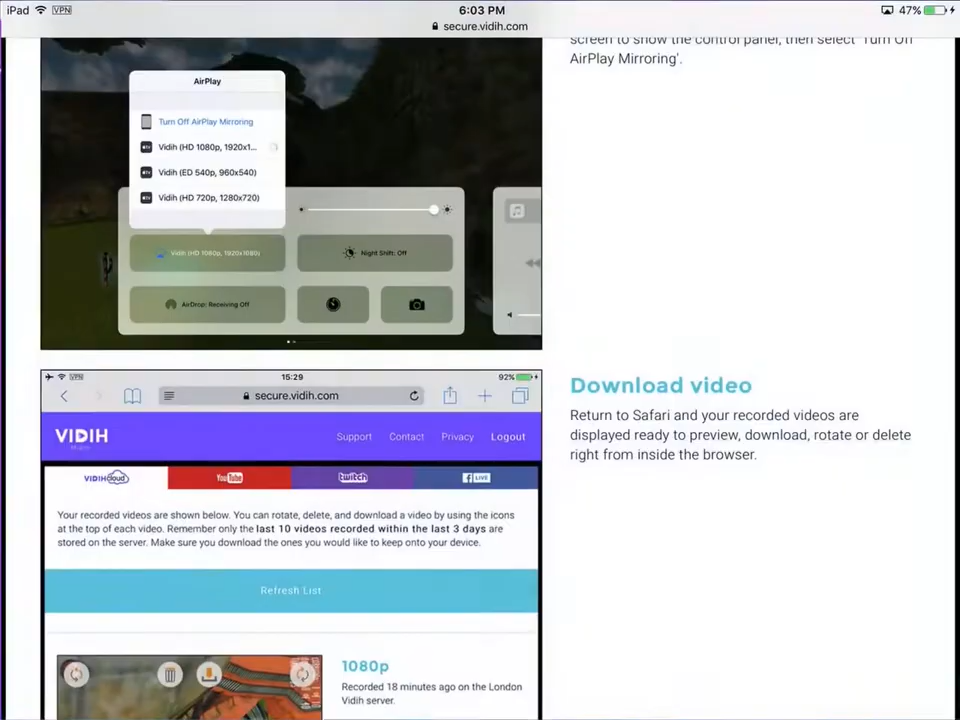 iPad VPN 6:03 PM 47%
secure.vidih.com
screen to show the control panel, then select 'Turn Off
AirPlay Mirroring'.
AirPlay
Turn Off AirPlay Mirroring
Vidih (HD 1080p, 1920x1...
Vidih (ED 540p, 960x540)
Vidih (HD 720p, 1280x720)
Vidih (HD 1080p, 1920x1080)
Night Shift: Off
AirDrop: Receiving Off
VPN 15:29 92%
secure.vidih.com
VIDIH
Support Contact Privacy Logout
VIDIHcloud YouTube twitch f LIVE
Your recorded videos are shown below. You can rotate, delete, and download a video by using the icons
at the top of each video. Remember only the last 10 videos recorded within the last 3 days are
stored on the server. Make sure you download the ones you would like to keep onto your device.
Refresh List
1080p
Recorded 18 minutes ago on the London
Vidih server.
Download video
Return to Safari and your recorded videos are
displayed ready to preview, download, rotate or delete
right from inside the browser.